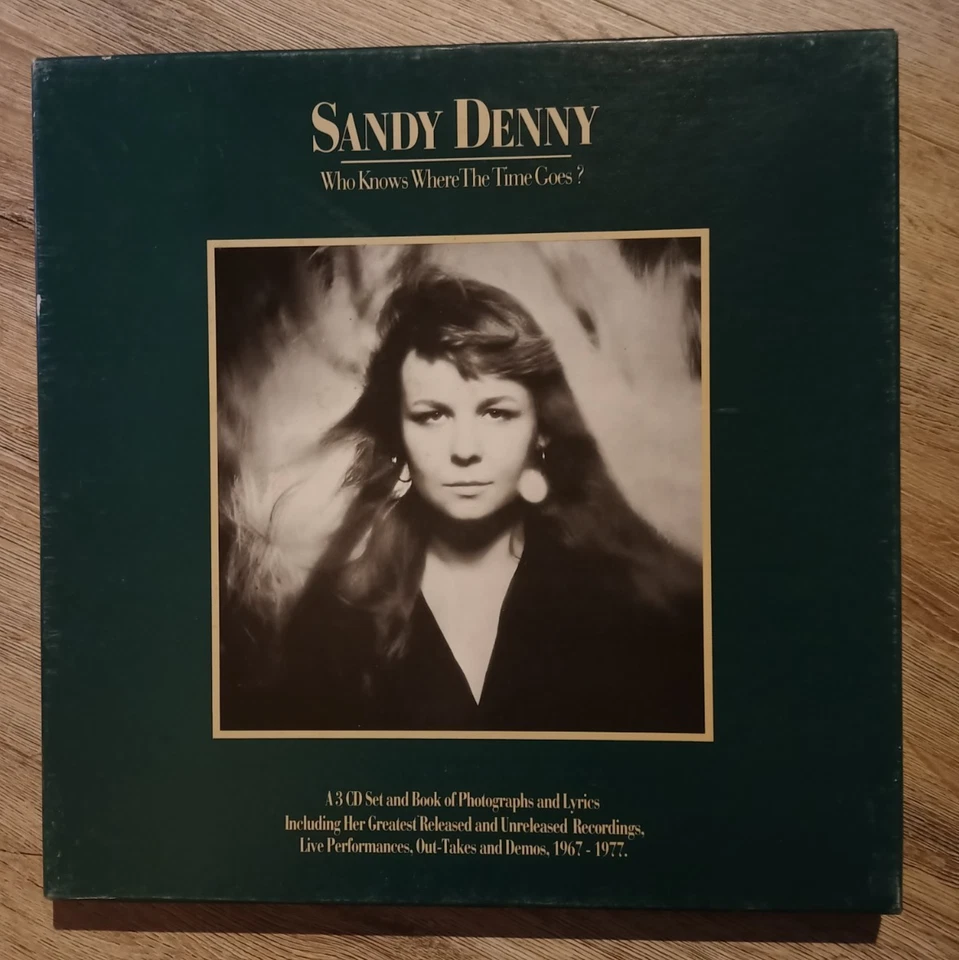 SANDY DENNY
Who Knows Where The Time Goes ?
A 3 CD Set and Book of Photographs and Lyrics
Including Her Greatest Released and Unreleased Recordings,
Live Performances, Out-Takes and Demos, 1967 - 1977.